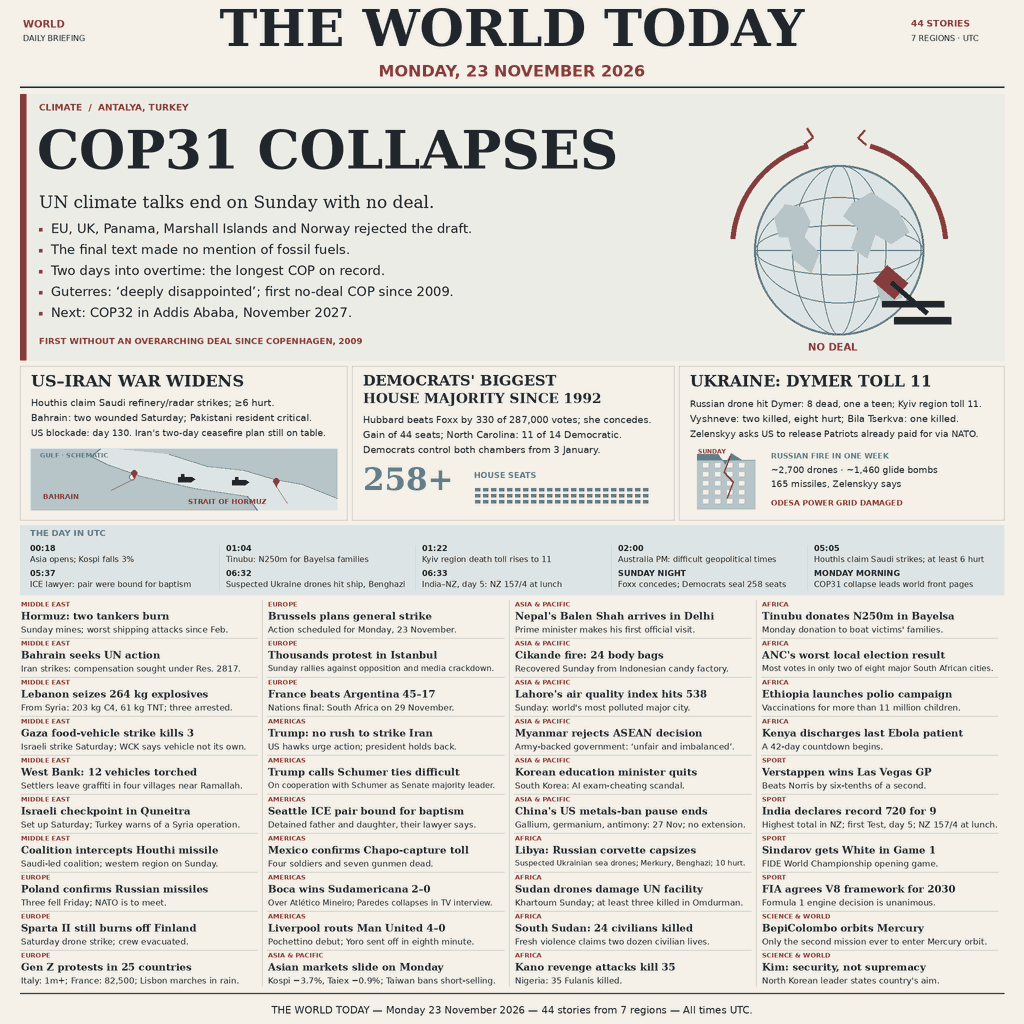 WORLD
DAILY BRIEFING
THE WORLD TODAY
44 STORIES
7 REGIONS · UTC
MONDAY, 23 NOVEMBER 2026
CLIMATE / ANTALYA, TURKEY
COP31 COLLAPSES
UN climate talks end on Sunday with no deal.
▪ EU, UK, Panama, Marshall Islands and Norway rejected the draft.
▪ The final text made no mention of fossil fuels.
▪ Two days into overtime: the longest COP on record.
▪ Guterres: ‘deeply disappointed’; first no-deal COP since 2009.
▪ Next: COP32 in Addis Ababa, November 2027.
FIRST WITHOUT AN OVERARCHING DEAL SINCE COPENHAGEN, 2009
NO DEAL
US–IRAN WAR WIDENS
Houthis claim Saudi refinery/radar strikes; ≥6 hurt.
Bahrain: two wounded Saturday; Pakistani resident critical.
US blockade: day 130. Iran's two-day ceasefire plan still on table.
GULF · SCHEMATIC
BAHRAIN
STRAIT OF HORMUZ
DEMOCRATS' BIGGEST
HOUSE MAJORITY SINCE 1992
Hubbard beats Foxx by 330 of 287,000 votes; she concedes.
Gain of 44 seats; North Carolina: 11 of 14 Democratic.
Democrats control both chambers from 3 January.
258+
HOUSE SEATS
UKRAINE: DYMER TOLL 11
Russian drone hit Dymer: 8 dead, one a teen; Kyiv region toll 11.
Vyshneve: two killed, eight hurt; Bila Tserkva: one killed.
Zelenskyy asks US to release Patriots already paid for via NATO.
SUNDAY
RUSSIAN FIRE IN ONE WEEK
~2,700 drones · ~1,460 glide bombs
165 missiles, Zelenskyy says
ODESA POWER GRID DAMAGED
THE DAY IN UTC
00:18
Asia opens; Kospi falls 3%
01:04
Tinubu: N250m for Bayelsa families
01:22
Kyiv region death toll rises to 11
02:00
Australia PM: difficult geopolitical times
05:05
Houthis claim Saudi strikes; at least 6 hurt
05:37
ICE lawyer: pair were bound for baptism
06:32
Suspected Ukraine drones hit ship, Benghazi
06:33
India–NZ, day 5: NZ 157/4 at lunch
SUNDAY NIGHT
Foxx concedes; Democrats seal 258 seats
MONDAY MORNING
COP31 collapse leads world front pages
MIDDLE EAST
Hormuz: two tankers burn
Sunday mines; worst shipping attacks since Feb.
MIDDLE EAST
Bahrain seeks UN action
Iran strikes: compensation sought under Res. 2817.
MIDDLE EAST
Lebanon seizes 264 kg explosives
From Syria: 203 kg C4, 61 kg TNT; three arrested.
MIDDLE EAST
Gaza food-vehicle strike kills 3
Israeli strike Saturday; WCK says vehicle not its own.
MIDDLE EAST
West Bank: 12 vehicles torched
Settlers leave graffiti in four villages near Ramallah.
MIDDLE EAST
Israeli checkpoint in Quneitra
Set up Saturday; Turkey warns of a Syria operation.
MIDDLE EAST
Coalition intercepts Houthi missile
Saudi-led coalition; western region on Sunday.
EUROPE
Poland confirms Russian missiles
Three fell Friday; NATO is to meet.
EUROPE
Sparta II still burns off Finland
Saturday drone strike; crew evacuated.
EUROPE
Gen Z protests in 25 countries
Italy: 1m+; France: 82,500; Lisbon marches in rain.
EUROPE
Brussels plans general strike
Action scheduled for Monday, 23 November.
EUROPE
Thousands protest in Istanbul
Sunday rallies against opposition and media crackdown.
EUROPE
France beats Argentina 45–17
Nations final: South Africa on 29 November.
AMERICAS
Trump: no rush to strike Iran
US hawks urge action; president holds back.
AMERICAS
Trump calls Schumer ties difficult
On cooperation with Schumer as Senate majority leader.
AMERICAS
Seattle ICE pair bound for baptism
Detained father and daughter, their lawyer says.
AMERICAS
Mexico confirms Chapo-capture toll
Four soldiers and seven gunmen dead.
AMERICAS
Boca wins Sudamericana 2–0
Over Atlético Mineiro; Paredes collapses in TV interview.
AMERICAS
Liverpool routs Man United 4–0
Pochettino debut; Yoro sent off in eighth minute.
ASIA & PACIFIC
Asian markets slide on Monday
Kospi −3.7%, Taiex −0.9%; Taiwan bans short-selling.
ASIA & PACIFIC
Nepal's Balen Shah arrives in Delhi
Prime minister makes his first official visit.
ASIA & PACIFIC
Cikande fire: 24 body bags
Recovered Sunday from Indonesian candy factory.
ASIA & PACIFIC
Lahore's air quality index hits 538
Sunday: world's most polluted major city.
ASIA & PACIFIC
Myanmar rejects ASEAN decision
Army-backed government: ‘unfair and imbalanced’.
ASIA & PACIFIC
Korean education minister quits
South Korea: AI exam-cheating scandal.
ASIA & PACIFIC
China's US metals-ban pause ends
Gallium, germanium, antimony: 27 Nov; no extension.
AFRICA
Libya: Russian corvette capsizes
Suspected Ukrainian sea drones; Merkury, Benghazi; 10 hurt.
AFRICA
Sudan drones damage UN facility
Khartoum Sunday; at least three killed in Omdurman.
AFRICA
South Sudan: 24 civilians killed
Fresh violence claims two dozen civilian lives.
AFRICA
Kano revenge attacks kill 35
Nigeria: 35 Fulanis killed.
AFRICA
Tinubu donates N250m in Bayelsa
Monday donation to boat victims' families.
AFRICA
ANC's worst local election result
Most votes in only two of eight major South African cities.
AFRICA
Ethiopia launches polio campaign
Vaccinations for more than 11 million children.
AFRICA
Kenya discharges last Ebola patient
A 42-day countdown begins.
SPORT
Verstappen wins Las Vegas GP
Beats Norris by six-tenths of a second.
SPORT
India declares record 720 for 9
Highest total in NZ; first Test, day 5; NZ 157/4 at lunch.
SPORT
Sindarov gets White in Game 1
FIDE World Championship opening game.
SPORT
FIA agrees V8 framework for 2030
Formula 1 engine decision is unanimous.
SCIENCE & WORLD
BepiColombo orbits Mercury
Only the second mission ever to enter Mercury orbit.
SCIENCE & WORLD
Kim: security, not supremacy
North Korean leader states country's aim.
THE WORLD TODAY — Monday 23 November 2026 — 44 stories from 7 regions — All times UTC.